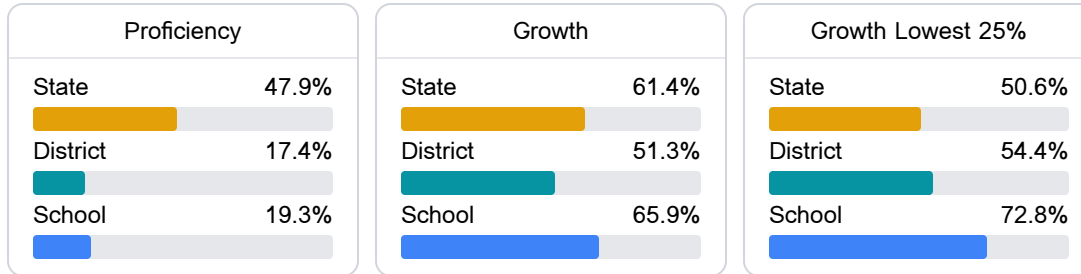 Proficiency
State 47.9%
District 17.4%
School 19.3%
Growth
State 61.4%
District 51.3%
School 65.9%
Growth Lowest 25%
State 50.6%
District 54.4%
School 72.8%